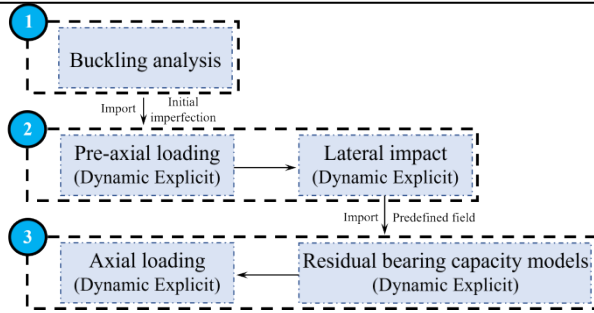 1
Buckling analysis
Import
Initial
imperfection
2
Pre-axial loading
(Dynamic Explicit)
Lateral impact
(Dynamic Explicit)
Import
Predefined field
3
Axial loading
(Dynamic Explicit)
Residual bearing capacity models
(Dynamic Explicit)